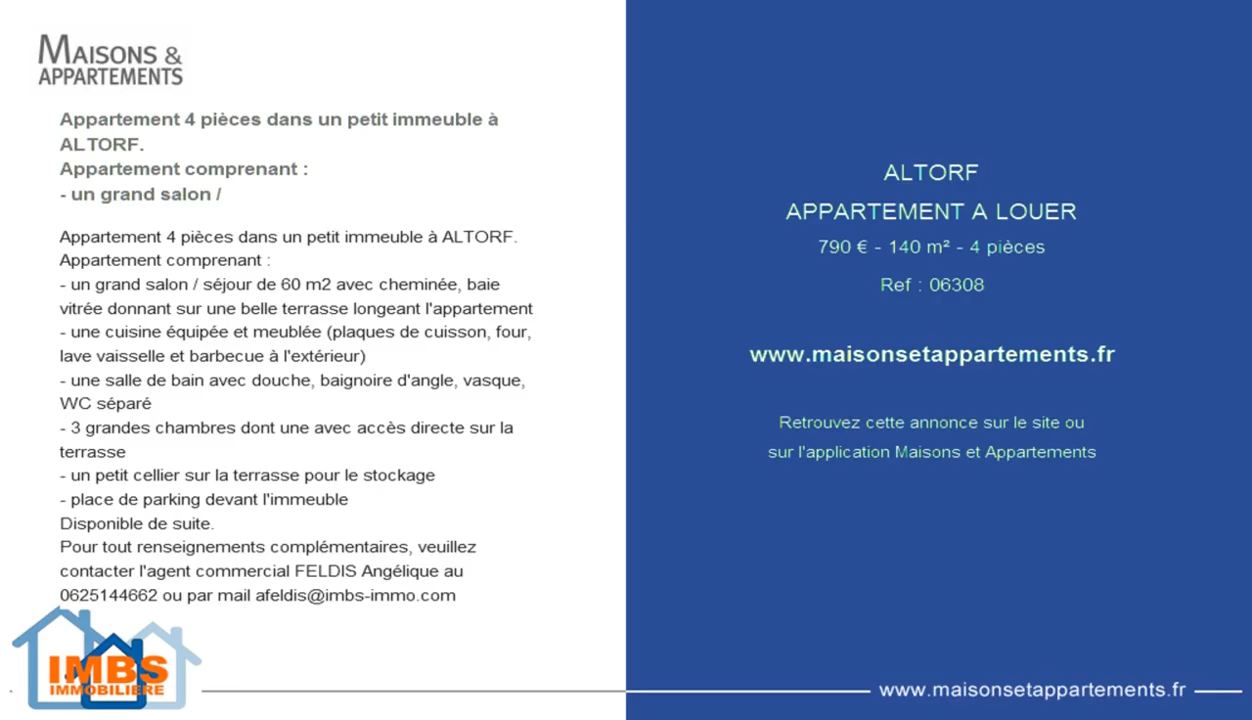 MAISONS &
APPARTEMENTS
Appartement 4 pièces dans un petit immeuble à
ALTORF.
Appartement comprenant :
- un grand salon /
Appartement 4 pièces dans un petit immeuble à ALTORF.
Appartement comprenant :
- un grand salon / séjour de 60 m2 avec cheminée, baie
vitrée donnant sur une belle terrasse longeant l'appartement
- une cuisine équipée et meublée (plaques de cuisson, four,
lave vaisselle et barbecue à l'extérieur)
- une salle de bain avec douche, baignoire d'angle, vasque,
WC séparé
- 3 grandes chambres dont une avec accès directe sur la
terrasse
- un petit cellier sur la terrasse pour le stockage
- place de parking devant l'immeuble
Disponible de suite.
Pour tout renseignements complémentaires, veuillez
contacter l'agent commercial FELDIS Angélique au
0625144662 ou par mail afeldis@imbs-immo.com
IMBS
IMMOBILIERE
ALTORF
APPARTEMENT A LOUER
790 € - 140 m² - 4 pièces
Ref : 06308
www.maisonsetappartements.fr
Retrouvez cette annonce sur le site ou
sur l'application Maisons et Appartements
www.maisonsetappartements.fr